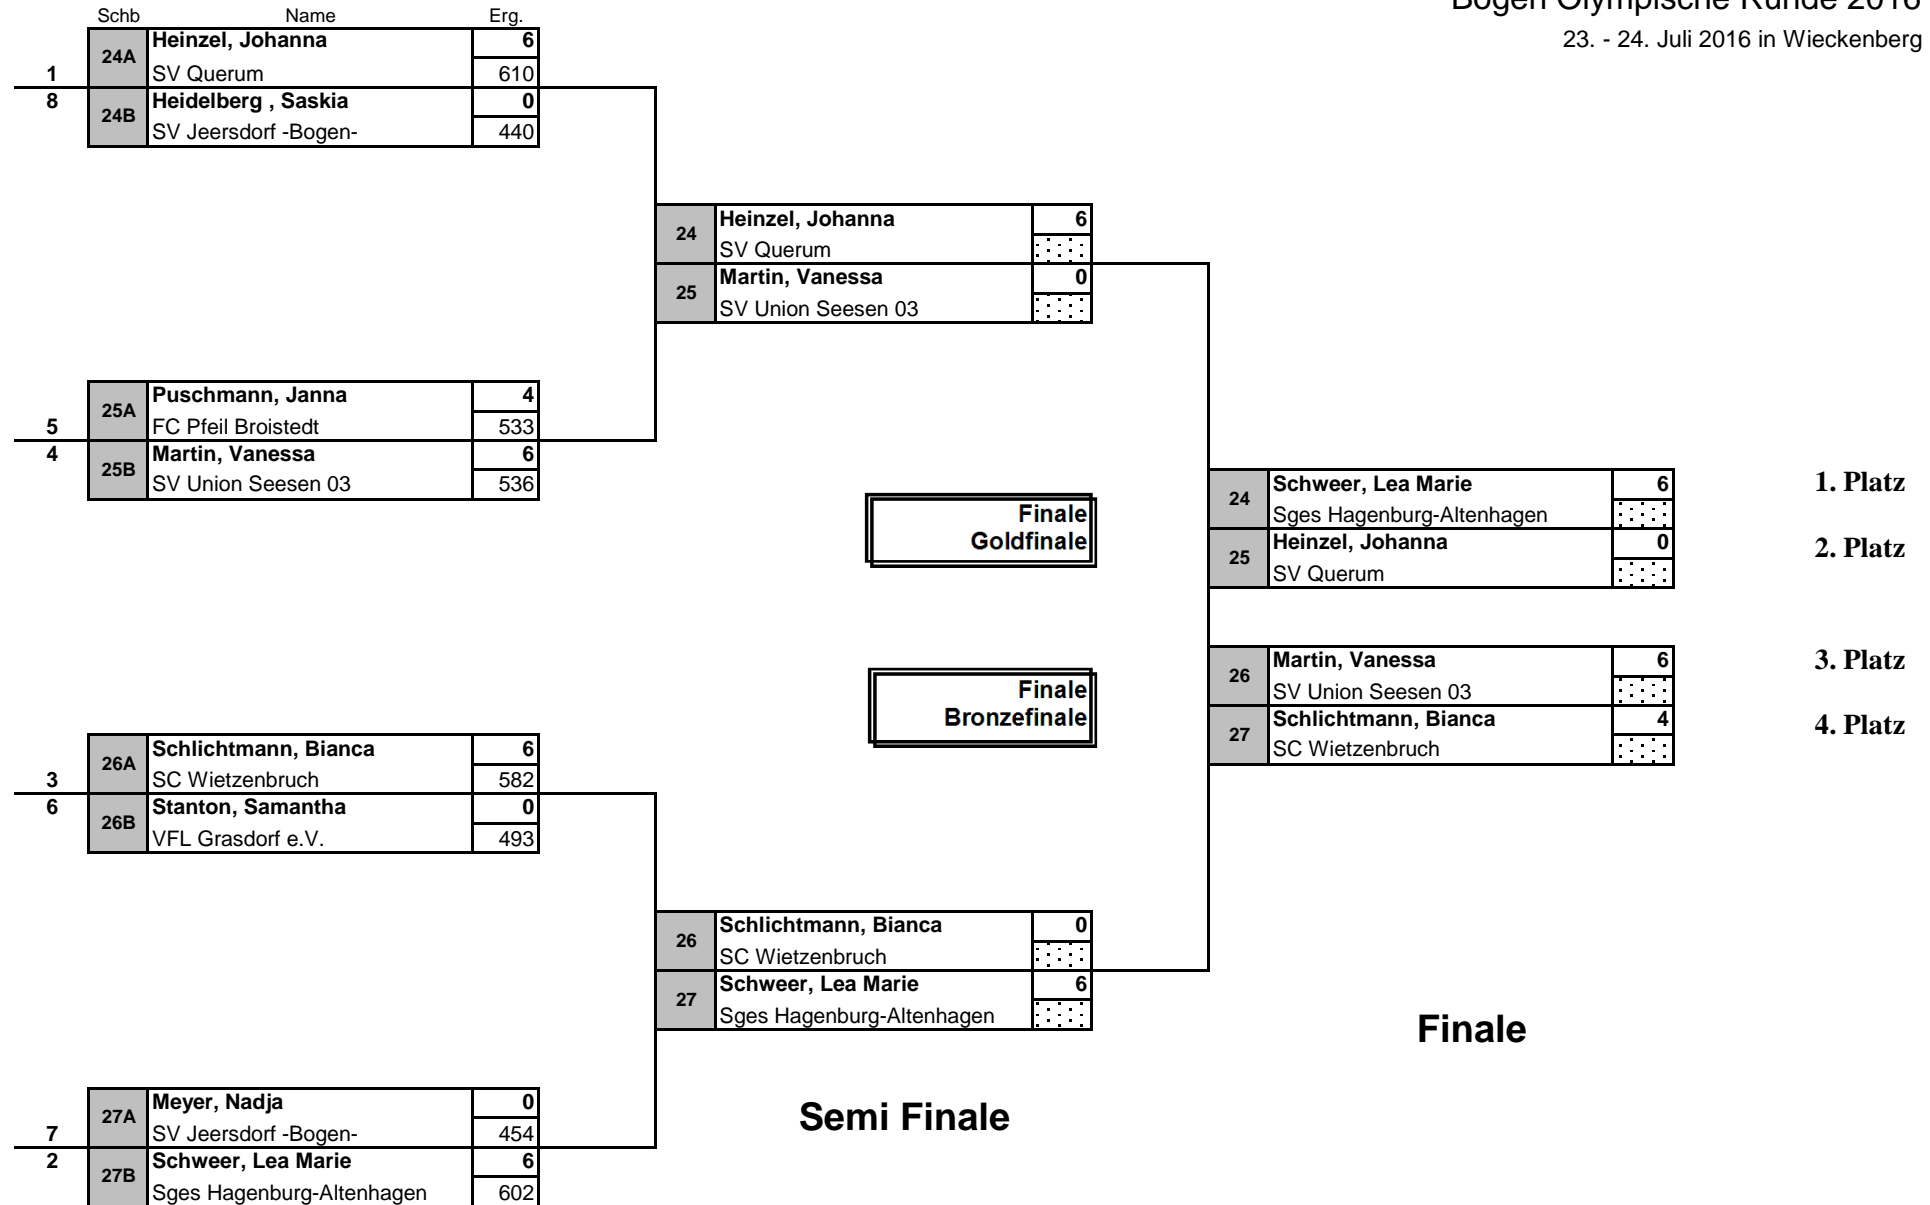 Bogen Olympische Runde 2016
23. - 24. Juli 2016 in Wieckenberg
Schb Name Erg.
24A Heinzel, Johanna 6
1 SV Querum 610
8 24B Heidelberg , Saskia 0
SV Jeersdorf -Bogen- 440
24 Heinzel, Johanna 6
SV Querum
25 Martin, Vanessa 0
SV Union Seesen 03
25A Puschmann, Janna 4
5 FC Pfeil Broistedt 533
4 25B Martin, Vanessa 6
SV Union Seesen 03 536
Finale
Goldfinale
24 Schweer, Lea Marie 6 1. Platz
Sges Hagenburg-Altenhagen
25 Heinzel, Johanna 0 2. Platz
SV Querum
Finale
Bronzefinale
26 Martin, Vanessa 6 3. Platz
SV Union Seesen 03
27 Schlichtmann, Bianca 4 4. Platz
SC Wietzenbruch
26A Schlichtmann, Bianca 6
3 SC Wietzenbruch 582
6 26B Stanton, Samantha 0
VFL Grasdorf e.V. 493
26 Schlichtmann, Bianca 0
SC Wietzenbruch
27 Schweer, Lea Marie 6
Sges Hagenburg-Altenhagen
Finale
Semi Finale
27A Meyer, Nadja 0
7 SV Jeersdorf -Bogen- 454
2 27B Schweer, Lea Marie 6
Sges Hagenburg-Altenhagen 602